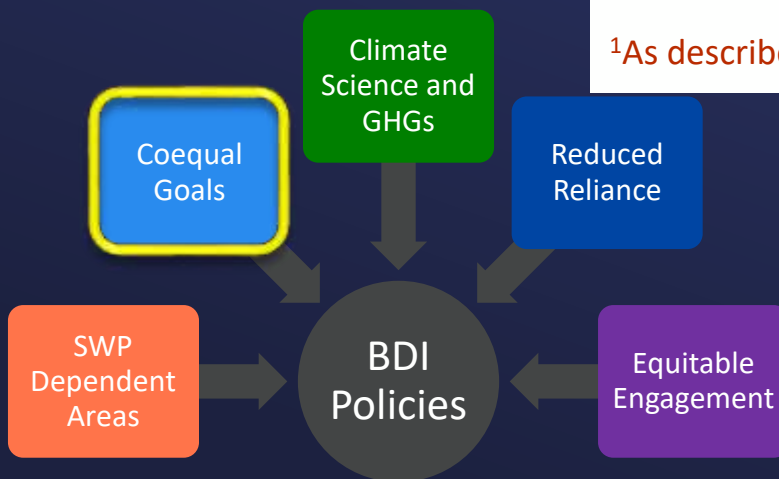 ¹As describe
Climate
Science and
GHGs
Coequal
Goals
Reduced
Reliance
SWP
Dependent
Areas
BDI
Policies
Equitable
Engagement